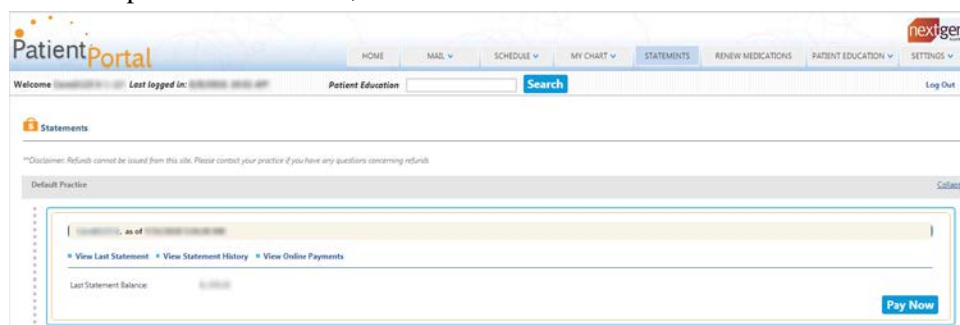 nextgen
Patient Portal
HOME MAIL SCHEDULE MY CHART STATEMENTS RENEW MEDICATIONS PATIENT EDUCATION SETTINGS
Welcome Last logged in: Patient Education Search Log Out
Statements
**Disclaimer: Refunds cannot be issued from this site. Please contact your practice if you have any questions concerning refunds
Default Practice
, as of
View Last Statement View Statement History View Online Payments
Last Statement Balance:
Pay Now